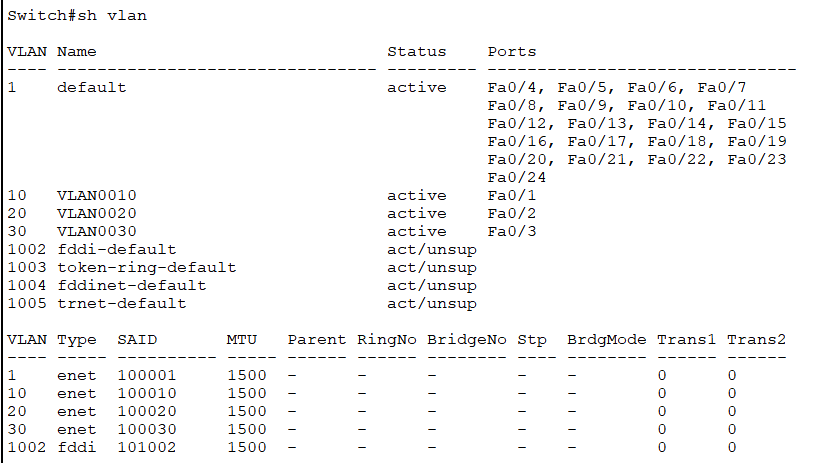 Switch#sh vlan
VLAN Name                             Status    Ports
---- -------------------------------- --------- -------------------------------
1    default                          active    Fa0/4, Fa0/5, Fa0/6, Fa0/7
                                                Fa0/8, Fa0/9, Fa0/10, Fa0/11
                                                Fa0/12, Fa0/13, Fa0/14, Fa0/15
                                                Fa0/16, Fa0/17, Fa0/18, Fa0/19
                                                Fa0/20, Fa0/21, Fa0/22, Fa0/23
                                                Fa0/24
10   VLAN0010                         active    Fa0/1
20   VLAN0020                         active    Fa0/2
30   VLAN0030                         active    Fa0/3
1002 fddi-default                     act/unsup
1003 token-ring-default               act/unsup
1004 fddinet-default                  act/unsup
1005 trnet-default                    act/unsup
VLAN Type  SAID       MTU   Parent RingNo BridgeNo Stp  BrdgMode Trans1 Trans2
---- ----- ---------- ----- ------ ------ -------- ---- -------- ------ ------
1    enet  100001     1500  -      -      -        -    -        0      0
10   enet  100010     1500  -      -      -        -    -        0      0
20   enet  100020     1500  -      -      -        -    -        0      0
30   enet  100030     1500  -      -      -        -    -        0      0
1002 fddi  101002     1500  -      -      -        -    -        0      0